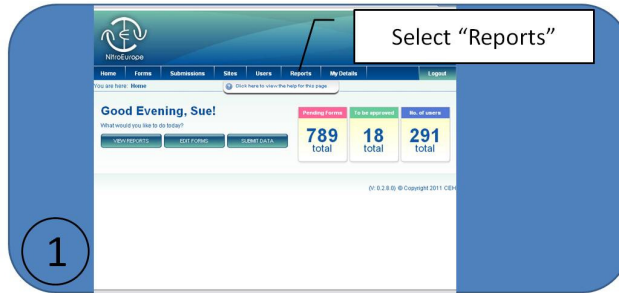 Select “Reports”
NitroEurope
Home Forms Submissions Sites Users Reports My Details Logout
You are here: Home
Click here to view the help for this page
Good Evening, Sue!
What would you like to do today?
VIEW REPORTS EDIT FORMS SUBMIT DATA
Pending Forms To be approved No. of users
789 18 291
total total total
(V: 0.2.8.0) © Copyright 2011 CEH
1